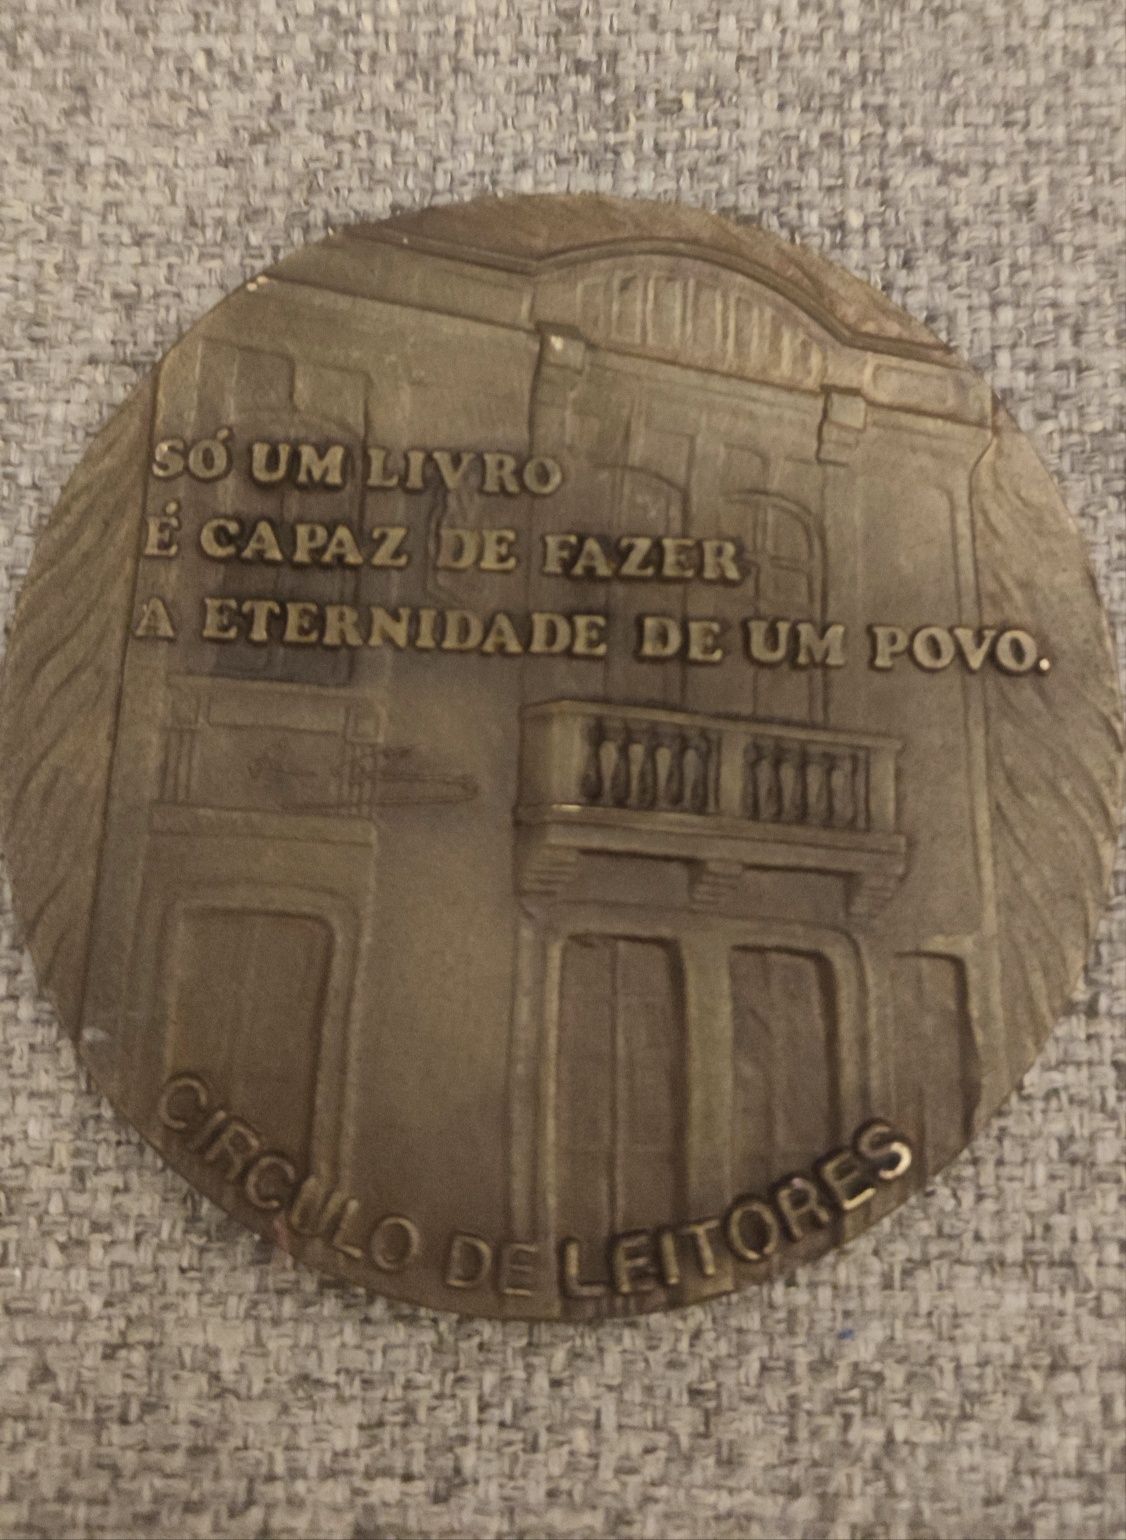 SÓ UM LIVRO
É CAPAZ DE FAZER
A ETERNIDADE DE UM POVO.
CIRCULO DE LEITORES